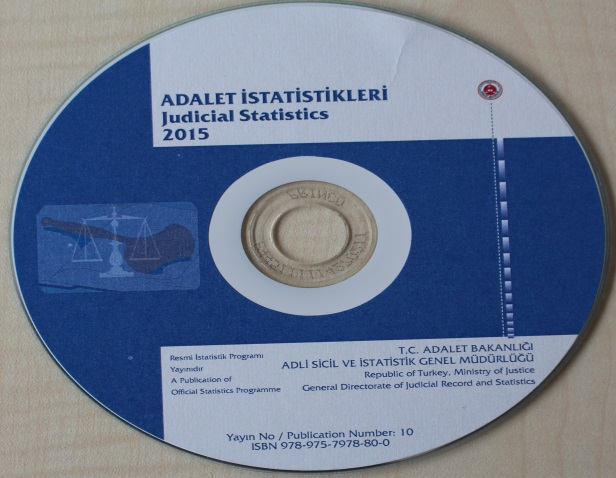 ADALET İSTATİSTİKLERİ
Judicial Statistics
2015
PRINCO
Resmi İstatistik Programı
Yayınıdır
A Publication of
Official Statistics Programme
T.C. ADALET BAKANLIĞI
ADLİ SİCİL VE İSTATİSTİK GENEL MÜDÜRLÜĞÜ
Republic of Turkey, Ministry of Justice
General Directorate of Judicial Record and Statistics
Yayın No / Publication Number: 10
ISBN 978-975-7978-80-0